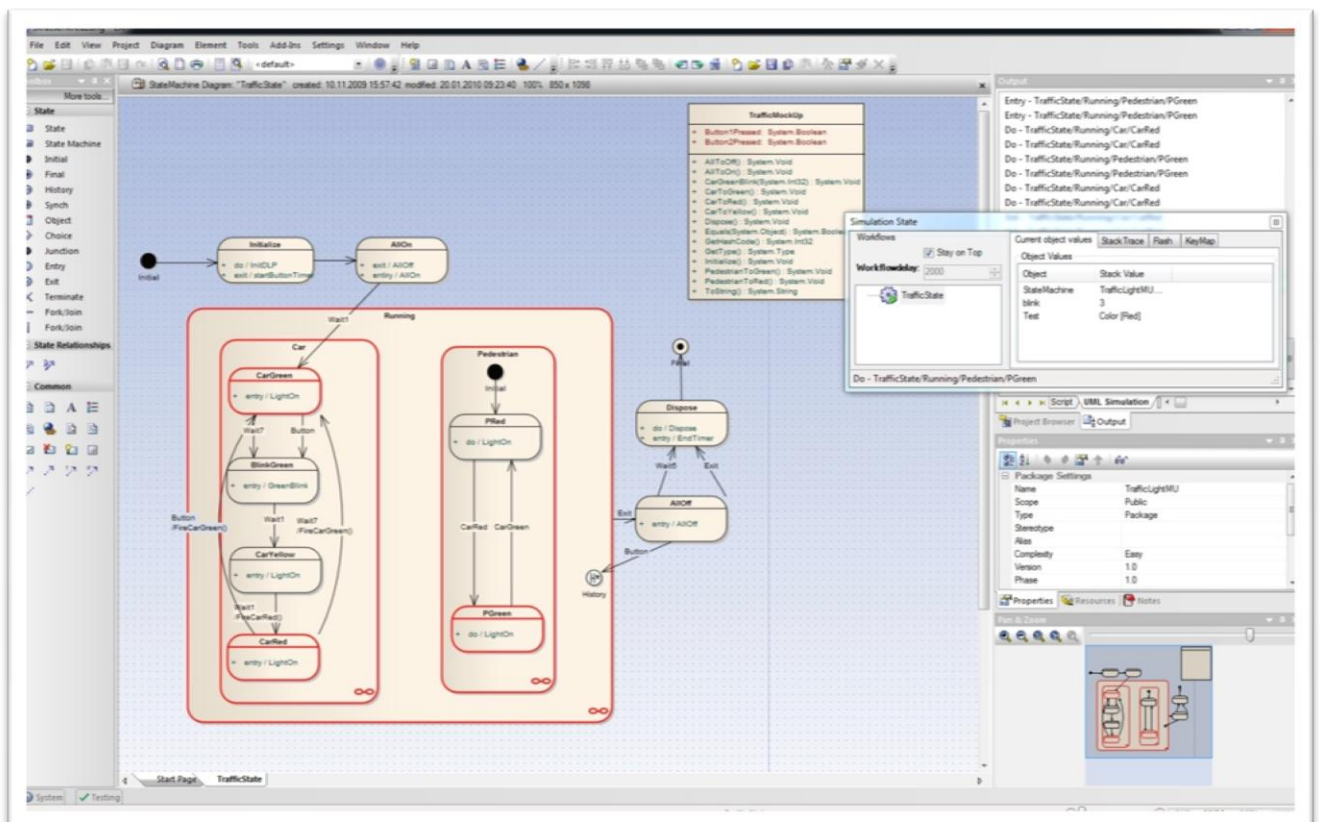 File Edit View Project Diagram Element Tools Add-Ins Settings Window Help
<default>
More tools...
State
State
State Machine
Initial
Final
History
Synch
Object
Choice
Junction
Entry
Exit
Terminate
Fork/Join
Fork/Join
State Relationships
Common
StateMachine Diagram: "TrafficState" created: 10.11.2009 15:57:42 modified: 20.01.2010 09:23:40 100% 850 x 1098
Initial
Initialize
+ do / InitDLP
+ exit / startButtonTimer
AllOn
+ exit / AllOff
+ entry / AllOn
Wait1
Running
Car
CarGreen
+ entry / LightOn
Wait7
Button
BlinkGreen
+ entry / GreenBlink
Button
/FireCarGreen()
Wait1
Wait7
/FireCarGreen()
CarYellow
+ entry / LightOn
Wait1
/FireCarRed()
CarRed
+ entry / LightOn
Pedestrian
Initial
PRed
+ do / LightOn
CarRed
CarGreen
PGreen
+ do / LightOn
Final
Dispose
+ do / Dispose
+ entry / EndTimer
Wait5
Exit
AllOff
+ entry / AllOff
Exit
Button
H*
History
TrafficMockUp
+ Button1Pressed: System.Boolean
+ Button2Pressed: System.Boolean
+ AllToOff() : System.Void
+ AllToOn() : System.Void
+ CarGreenBlink(System.Int32) : System.Void
+ CarToGreen() : System.Void
+ CarToRed() : System.Void
+ CarToYellow() : System.Void
+ Dispose() : System.Void
+ Equals(System.Object) : System.Boolea
+ GetHashCode() : System.Int32
+ GetType() : System.Type
+ Initialize() : System.Void
+ PedestrianToGreen() : System.Void
+ PedestrianToRed() : System.Void
+ ToString() : System.String
Output
Entry - TrafficState/Running/Pedestrian/PGreen
Entry - TrafficState/Running/Pedestrian/PGreen
Do - TrafficState/Running/Car/CarRed
Do - TrafficState/Running/Car/CarRed
Do - TrafficState/Running/Pedestrian/PGreen
Do - TrafficState/Running/Pedestrian/PGreen
Do - TrafficState/Running/Car/CarRed
Do - TrafficState/Running/Car/CarRed
Simulation State
Workflows
Stay on Top
Workflowdelay: 2000
TrafficState
Current object values Stack Trace Flash KeyMap
Object Values
Object Stack Value
StateMachine TrafficLightMU...
blink 3
Test Color [Red]
Do - TrafficState/Running/Pedestrian/PGreen
Script UML Simulation
Project Browser Output
Properties
Package Settings
Name TrafficLightMU
Scope Public
Type Package
Stereotype
Alias
Complexity Easy
Version 1.0
Phase 1.0
Properties Resources Notes
Pan & Zoom
Start Page TrafficState
System Testing